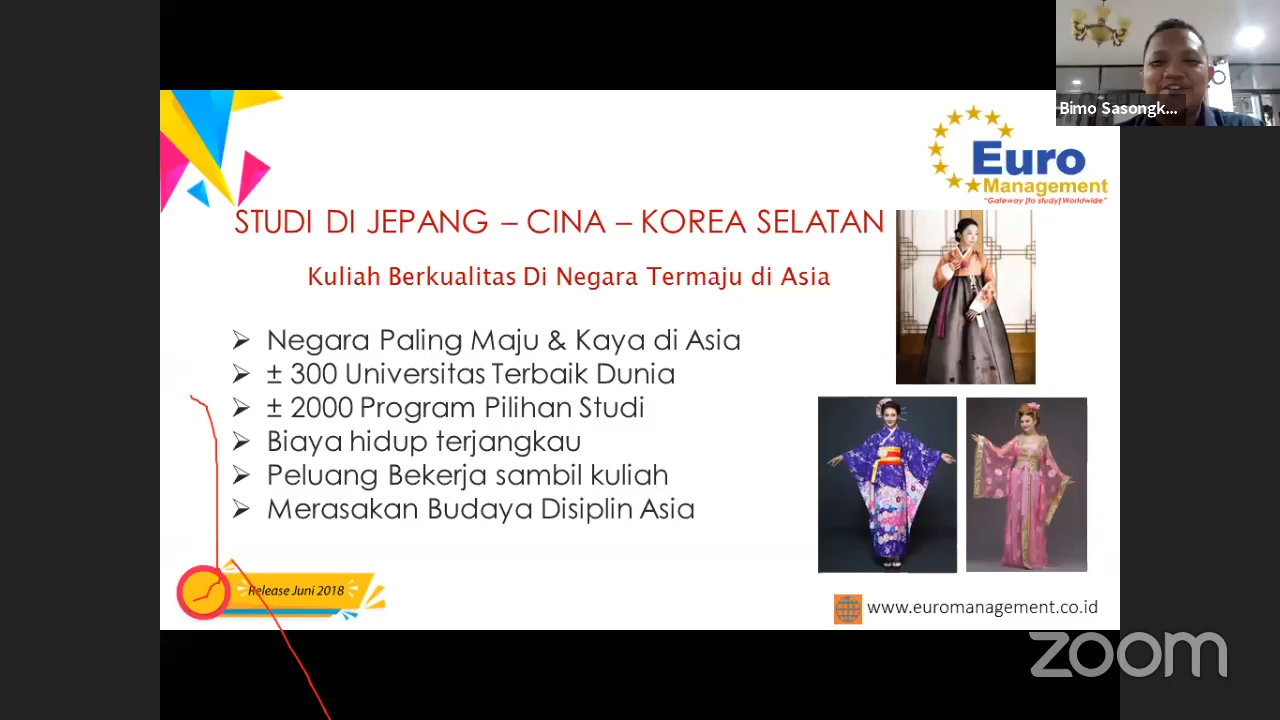 Bimo Sasongk...
Euro
Management
"Gateway [to study] Worldwide"
STUDI DI JEPANG – CINA – KOREA SELATAN
Kuliah Berkualitas Di Negara Termaju di Asia
➢ Negara Paling Maju & Kaya di Asia
➢ ± 300 Universitas Terbaik Dunia
➢ ± 2000 Program Pilihan Studi
➢ Biaya hidup terjangkau
➢ Peluang Bekerja sambil kuliah
➢ Merasakan Budaya Disiplin Asia
Release Juni 2018
www.euromanagement.co.id
zoom